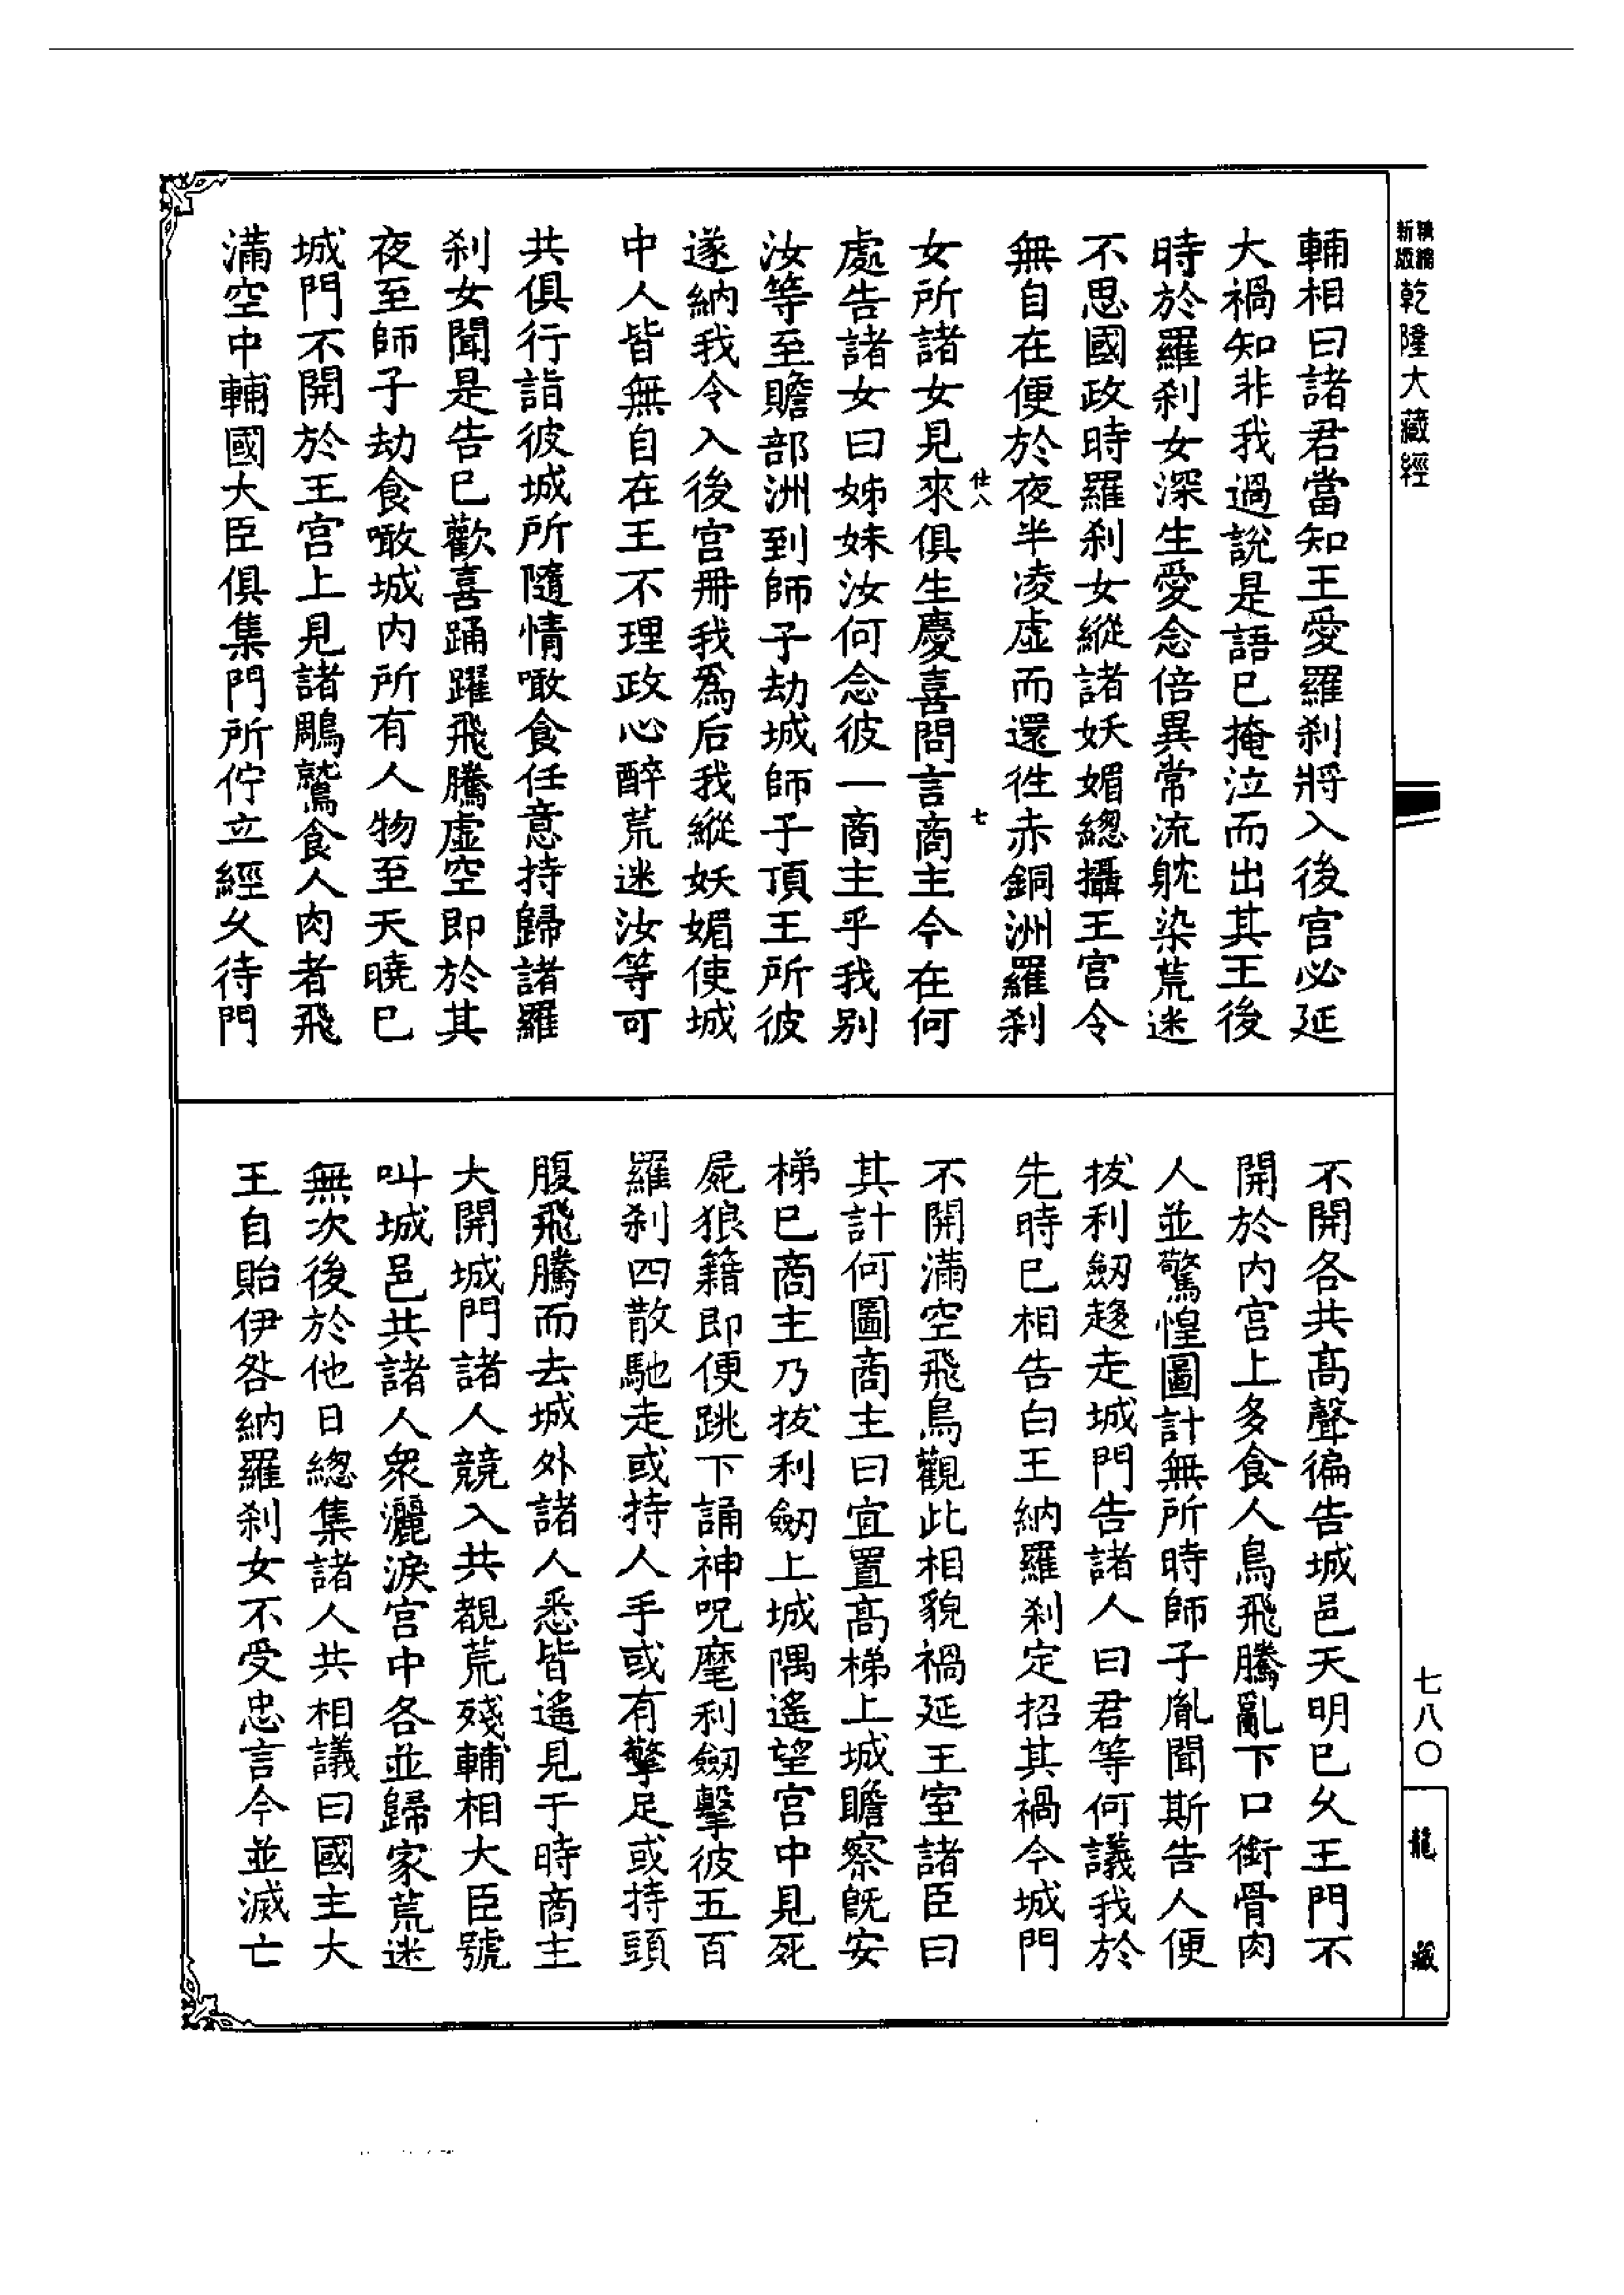 新版精縮乾隆大藏經
輔相曰諸君當知王愛羅刹將入後宮必延
大禍知非我過說是語已掩泣而出其王後
時於羅刹女深生愛念倍異常流躭染荒迷
不思國政時羅刹女縱諸妖媚緫攝王宮令
無自在便於夜半凌虛而還徃赤銅洲羅刹
仕八 七
女所諸女見來俱生慶喜問言商主今在何
處告諸女曰姊妹汝何念彼一商主乎我別
汝等至贍部洲到師子劫城師子頂王所彼
遂納我令入後宮冊我為后我縱妖媚使城
中人皆無自在王不理政心醉荒迷汝等可
共俱行詣彼城所隨情噉食任意持歸諸羅
刹女聞是告已歡喜踊躍飛騰虛空即於其
夜至師子劫食噉城内所有人物至天曉已
城門不開於王宮上見諸鵰鷲食人肉者飛
滿空中輔國大臣俱集門所佇立經久待門
不開各共高聲徧告城邑天明已久王門不
開於内宮上多食人鳥飛騰亂下口銜骨肉
人並驚惶圖計無所時師子胤聞斯告人便
拔利劒趍走城門告諸人曰君等何議我於
先時已相告白王納羅刹定招其禍今城門
不開滿空飛鳥觀此相貌禍延王室諸臣曰
其計何圖商主曰宜置高梯上城瞻察旣安
梯已商主乃拔利劒上城隅遙望宮中見死
屍狼籍即便跳下誦神呪麾利劒擊彼五百
羅刹四散馳走或持人手或有擎足或持頭
腹飛騰而去城外諸人悉皆遙見于時商主
大開城門諸人競入共覩荒殘輔相大臣號
叫城邑共諸人衆灑淚宮中各並歸家荒迷
無次後於他日緫集諸人共相議曰國主大
王自貽伊咎納羅刹女不受忠言今並滅亡
七八〇
龍藏